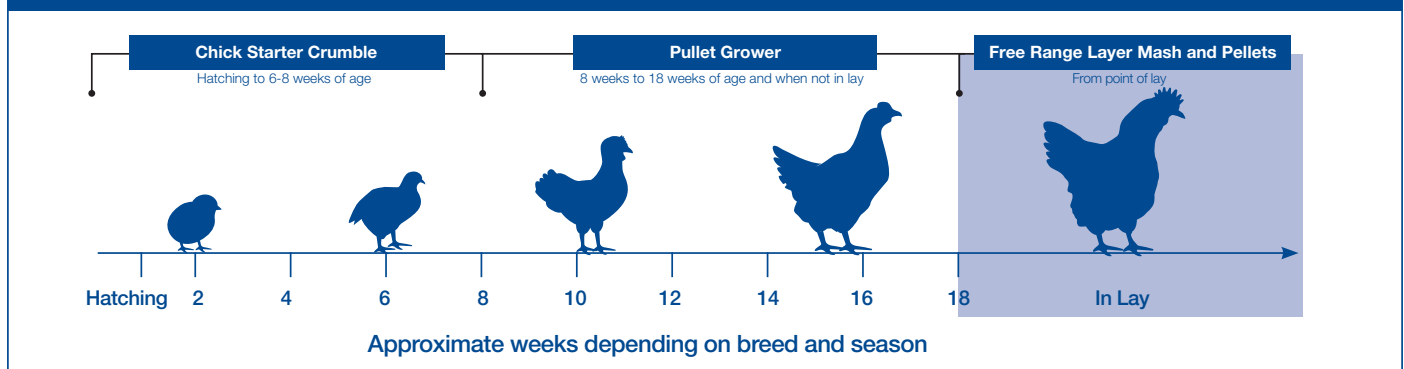 Chick Starter Crumble
Hatching to 6-8 weeks of age
Pullet Grower
8 weeks to 18 weeks of age and when not in lay
Free Range Layer Mash and Pellets
From point of lay
Hatching 2 4 6 8 10 12 14 16 18 In Lay
Approximate weeks depending on breed and season